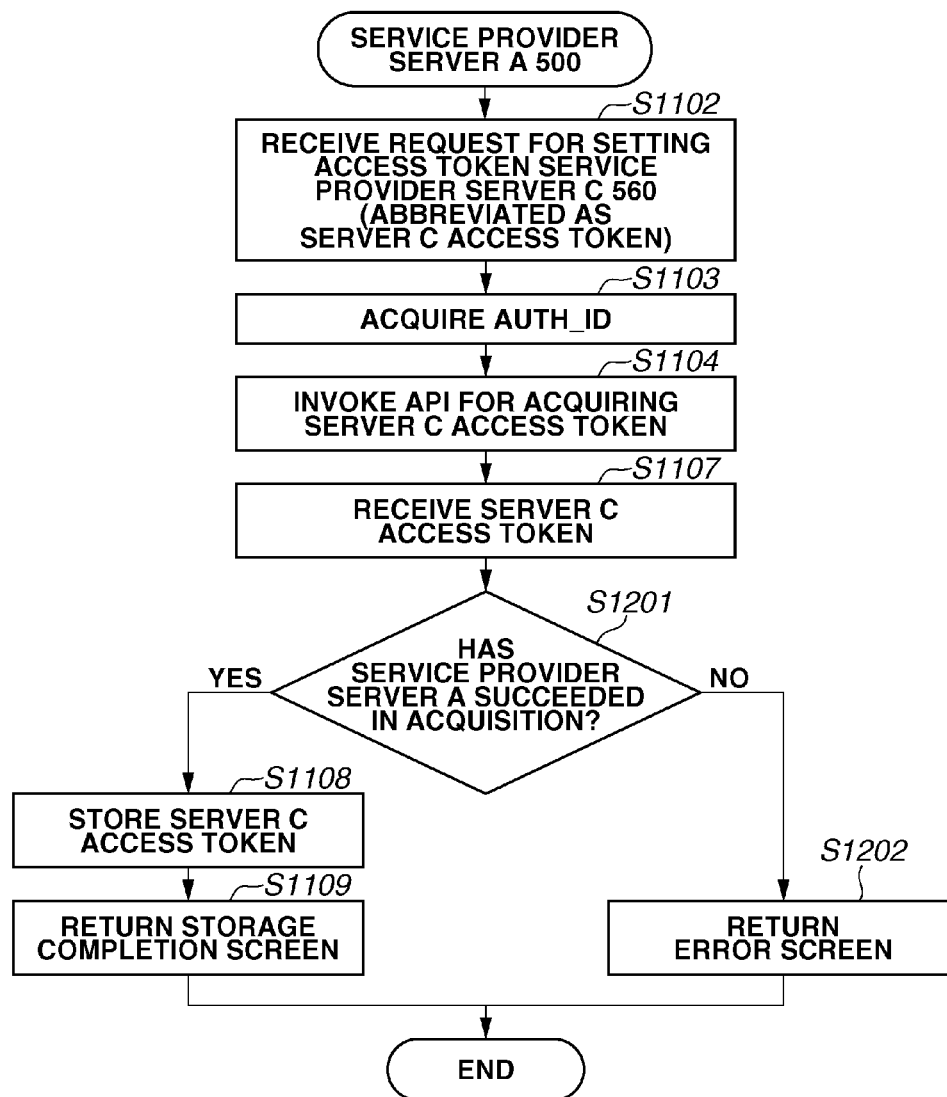 SERVICE PROVIDER
SERVER A 500
S1102
RECEIVE REQUEST FOR SETTING
ACCESS TOKEN SERVICE
PROVIDER SERVER C 560
(ABBREVIATED AS
SERVER C ACCESS TOKEN)
S1103
ACQUIRE AUTH_ID
S1104
INVOKE API FOR ACQUIRING
SERVER C ACCESS TOKEN
S1107
RECEIVE SERVER C
ACCESS TOKEN
S1201
HAS
SERVICE PROVIDER
SERVER A SUCCEEDED
IN ACQUISITION?
YES
NO
S1108
STORE SERVER C
ACCESS TOKEN
S1109
RETURN STORAGE
COMPLETION SCREEN
S1202
RETURN
ERROR SCREEN
END